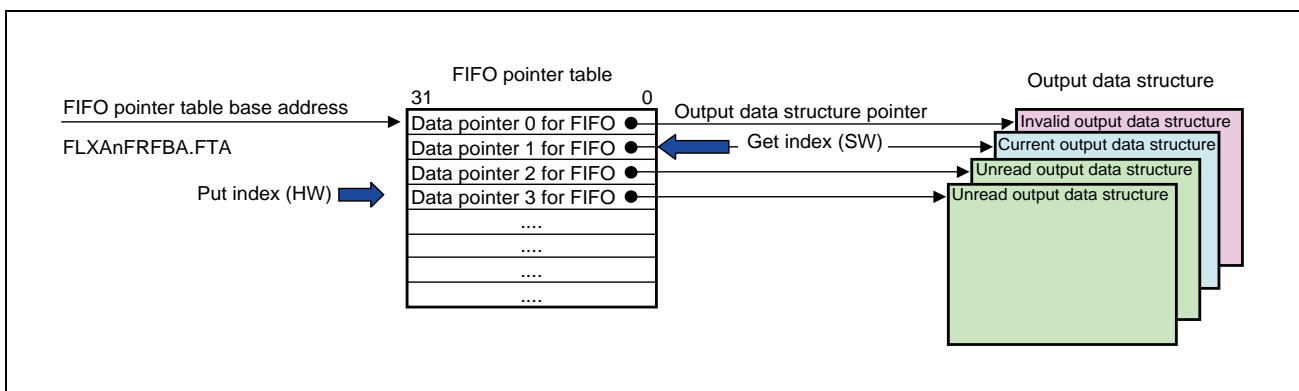 FIFO pointer table
Output data structure
31 0
FIFO pointer table base address
Output data structure pointer
Data pointer 0 for FIFO
Invalid output data structure
FLXAnFRFBA.FTA
Data pointer 1 for FIFO
Get index (SW)
Current output data structure
Data pointer 2 for FIFO
Unread output data structure
Put index (HW)
Data pointer 3 for FIFO
Unread output data structure
....
....
....
....